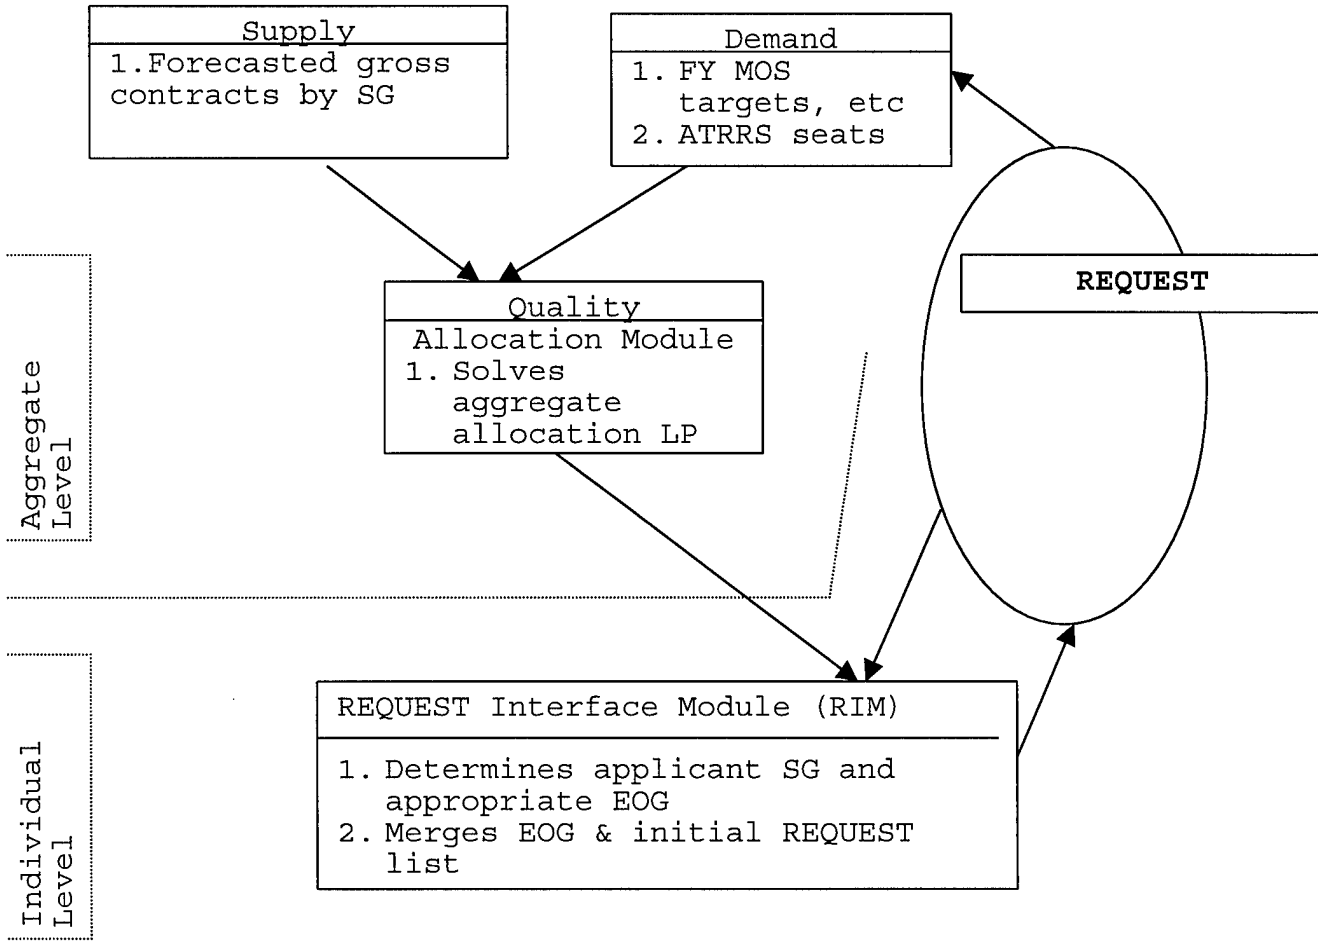 Supply
1.Forecasted gross
contracts by SG
Demand
1. FY MOS
targets, etc
2. ATRRS seats
REQUEST
Quality
Allocation Module
1. Solves
aggregate
allocation LP
Aggregate
Level
REQUEST Interface Module (RIM)
1. Determines applicant SG and
appropriate EOG
2. Merges EOG & initial REQUEST
list
Individual
Level